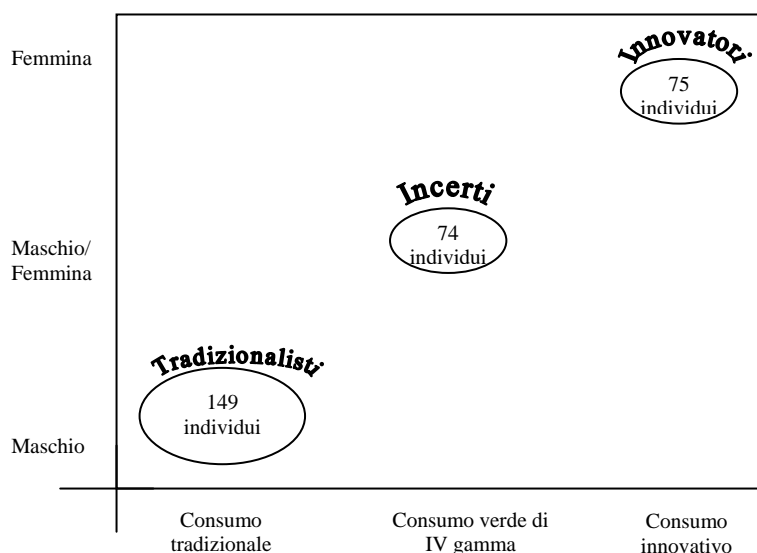 Femmina
Innovatori
75
individui
Incerti
74
individui
Maschio/
Femmina
Tradizionalisti
149
individui
Maschio
Consumo
tradizionale
Consumo verde di
IV gamma
Consumo
innovativo